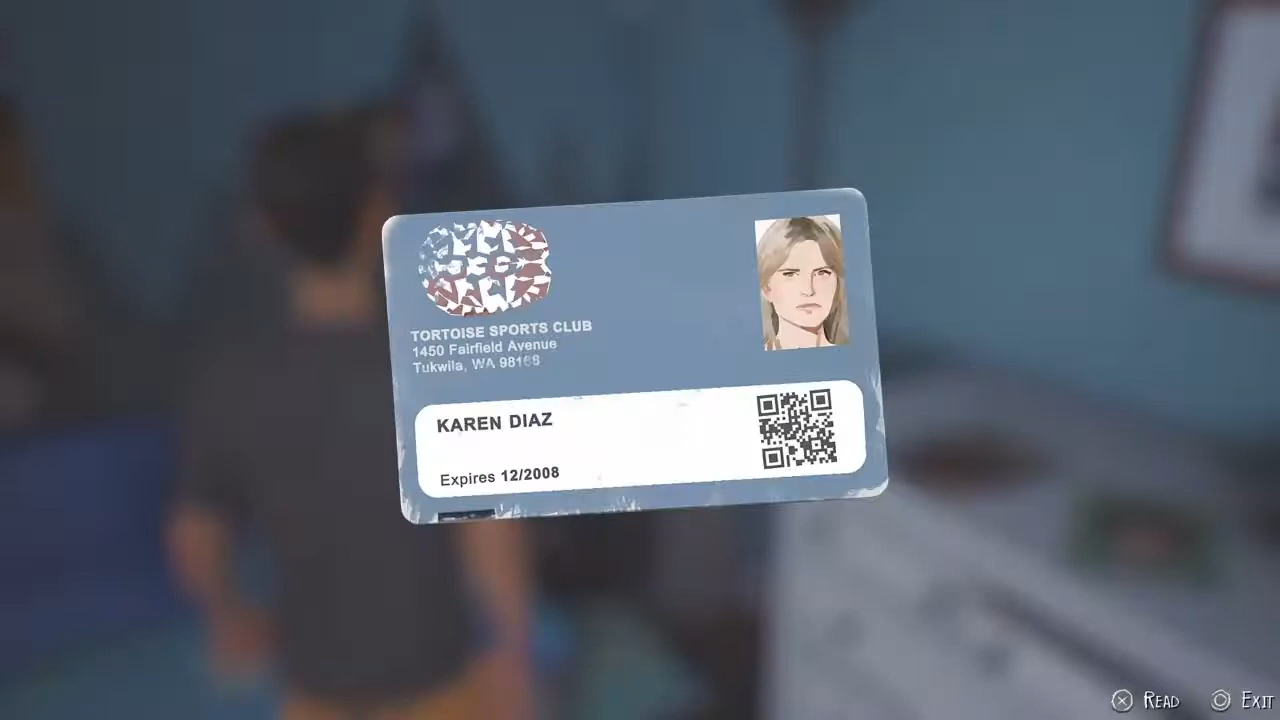 TORTOISE SPORTS CLUB
1450 Fairfield Avenue
Tukwila, WA 98168
KAREN DIAZ
Expires 12/2008
READ
EXIT